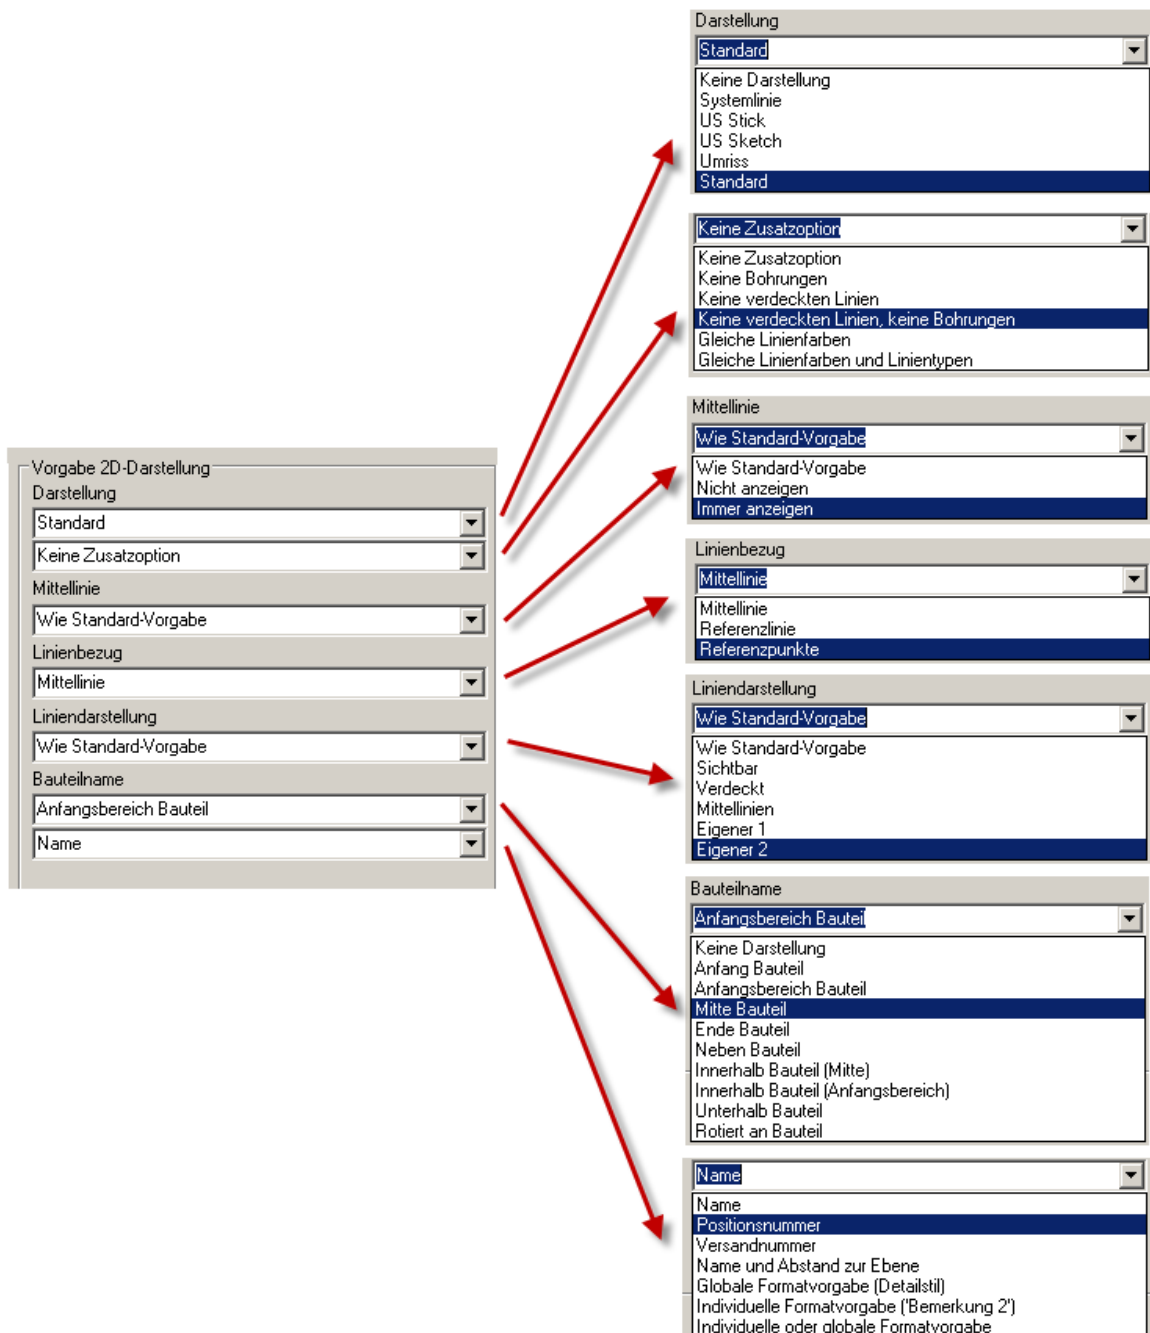 Vorgabe 2D-Darstellung
Darstellung
Standard
Keine Zusatzoption
Mittellinie
Wie Standard-Vorgabe
Linienbezug
Mittellinie
Liniendarstellung
Wie Standard-Vorgabe
Bauteilname
Anfangsbereich Bauteil
Name
Darstellung
Standard
Keine Darstellung
Systemlinie
US Stick
US Sketch
Umriss
Standard
Keine Zusatzoption
Keine Zusatzoption
Keine Bohrungen
Keine verdeckten Linien
Keine verdeckten Linien, keine Bohrungen
Gleiche Linienfarben
Gleiche Linienfarben und Linientypen
Mittellinie
Wie Standard-Vorgabe
Wie Standard-Vorgabe
Nicht anzeigen
Immer anzeigen
Linienbezug
Mittellinie
Mittellinie
Referenzlinie
Referenzpunkte
Liniendarstellung
Wie Standard-Vorgabe
Wie Standard-Vorgabe
Sichtbar
Verdeckt
Mittellinien
Eigener 1
Eigener 2
Bauteilname
Anfangsbereich Bauteil
Keine Darstellung
Anfang Bauteil
Anfangsbereich Bauteil
Mitte Bauteil
Ende Bauteil
Neben Bauteil
Innerhalb Bauteil (Mitte)
Innerhalb Bauteil (Anfangsbereich)
Unterhalb Bauteil
Rotiert an Bauteil
Name
Name
Positionsnummer
Versandnummer
Name und Abstand zur Ebene
Globale Formatvorgabe (Detailstil)
Individuelle Formatvorgabe ('Bemerkung 2')
Individuelle oder globale Formatvorgabe